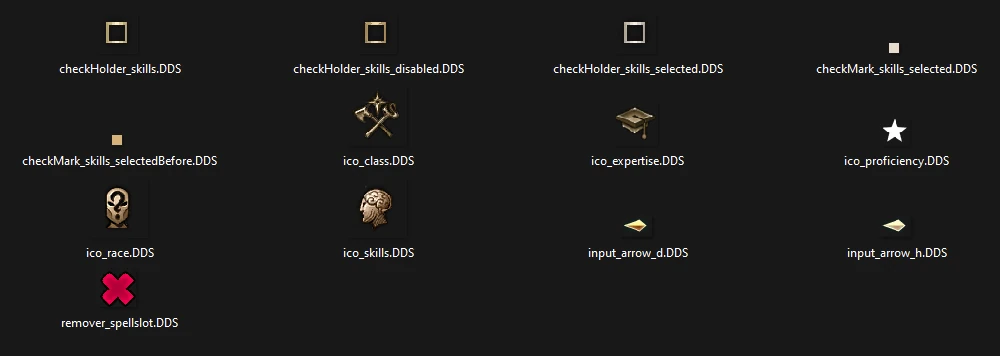 checkHolder_skills.DDS
checkHolder_skills_disabled.DDS
checkHolder_skills_selected.DDS
checkMark_skills_selected.DDS
checkMark_skills_selectedBefore.DDS
ico_class.DDS
ico_expertise.DDS
ico_proficiency.DDS
ico_race.DDS
ico_skills.DDS
input_arrow_d.DDS
input_arrow_h.DDS
remover_spellslot.DDS